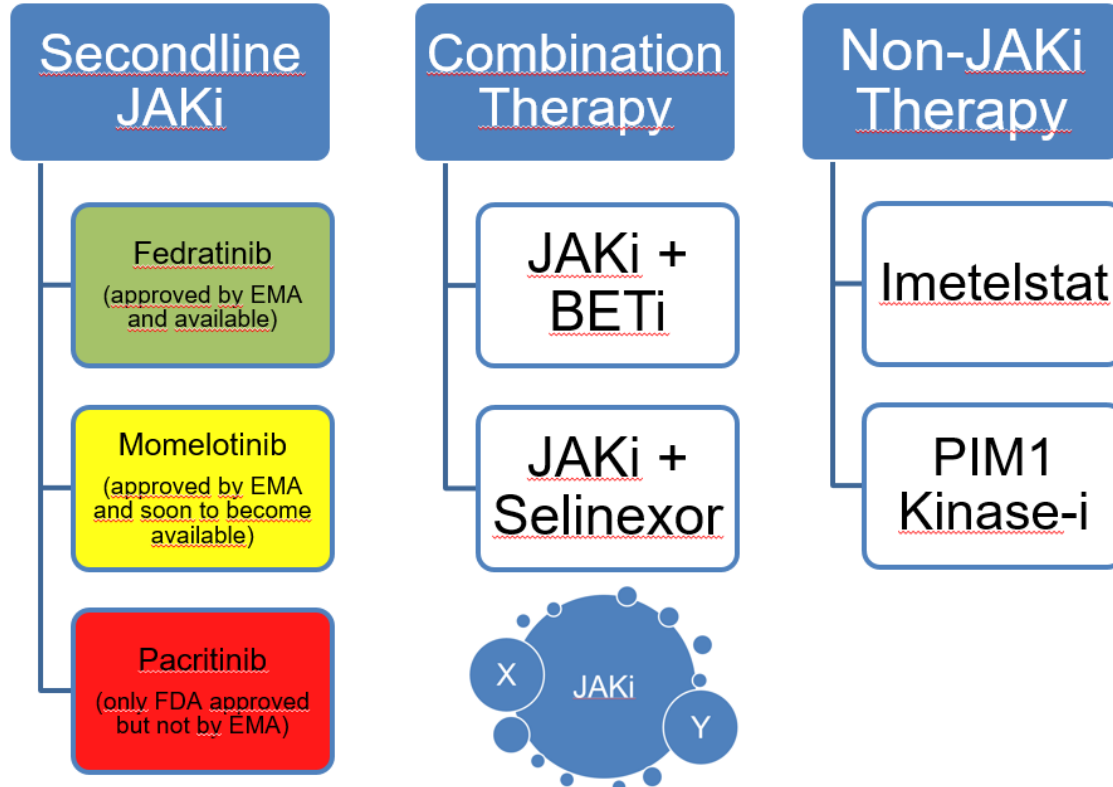 Secondline
JAKi
Fedratinib
(approved by EMA
and available)
Momelotinib
(approved by EMA
and soon to become
available)
Pacritinib
(only FDA approved
but not by EMA)
Combination
Therapy
JAKi +
BETi
JAKi +
Selinexor
X
JAKi
Y
Non-JAKi
Therapy
Imetelstat
PIM1
Kinase-i